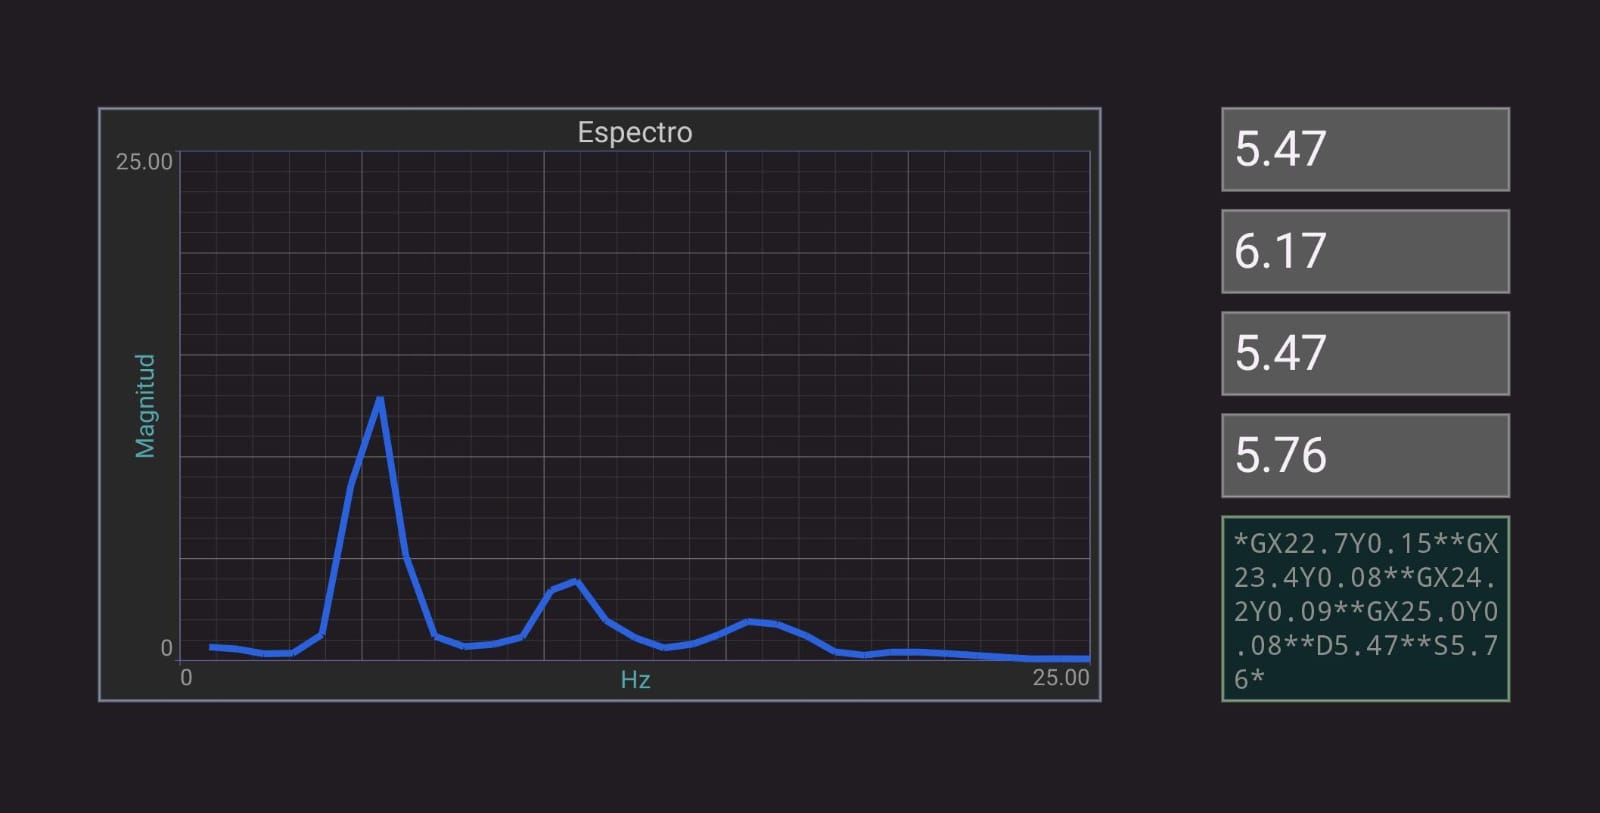 Espectro
25.00
Magnitud
0
0
Hz
25.00
5.47
6.17
5.47
5.76
*GX22.7Y0.15**GX
23.4Y0.08**GX24.
2Y0.09**GX25.0Y0
.08**D5.47**S5.7
6*